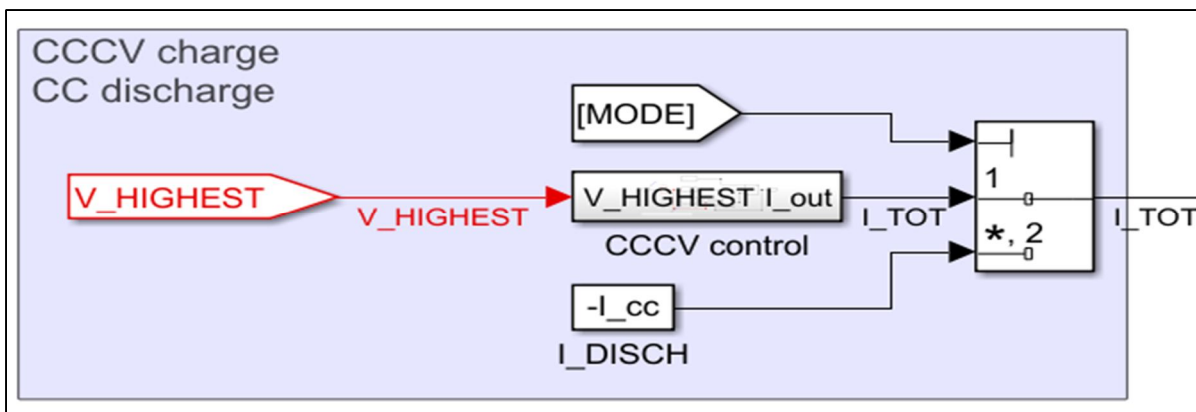 CCCV charge
CC discharge
[MODE]
V_HIGHEST
V_HIGHEST
V_HIGHEST I_out
CCCV control
I_TOT
1
*, 2
I_TOT
-I_cc
I_DISCH